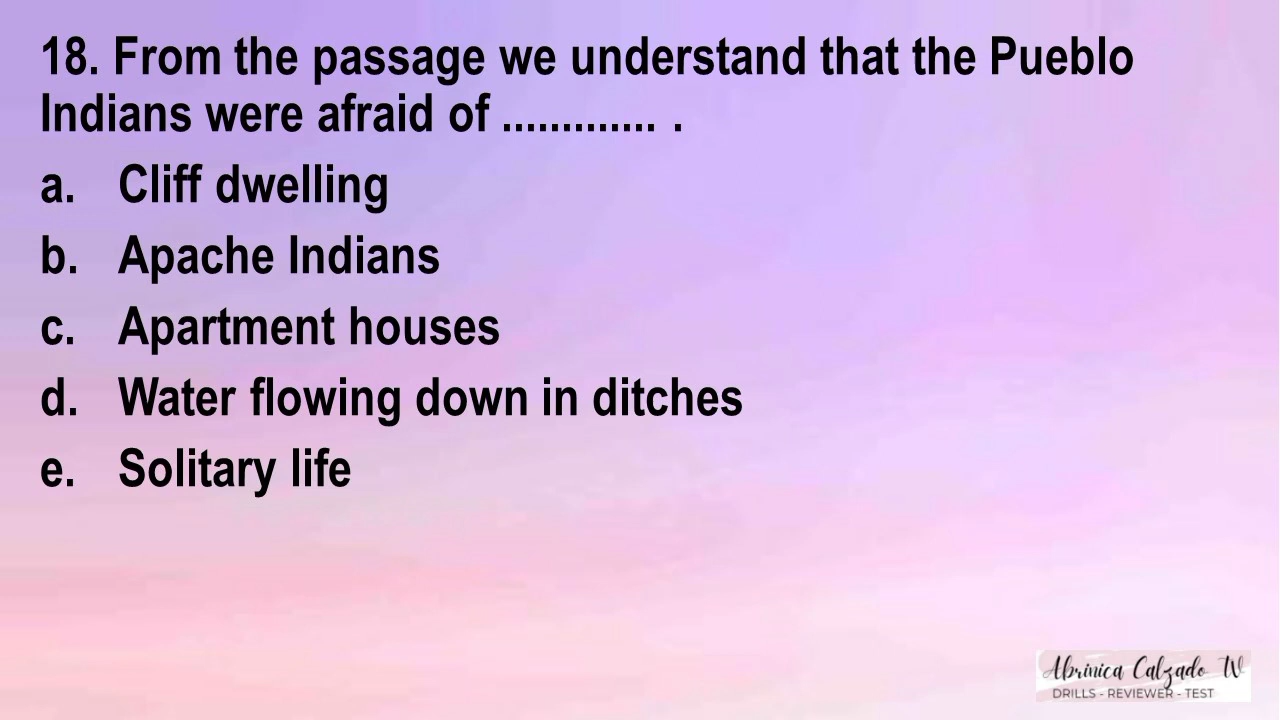 18. From the passage we understand that the Pueblo
Indians were afraid of ............. .
a. Cliff dwelling
b. Apache Indians
c. Apartment houses
d. Water flowing down in ditches
e. Solitary life
Abrinica Calzado TV
DRILLS - REVIEWER - TEST